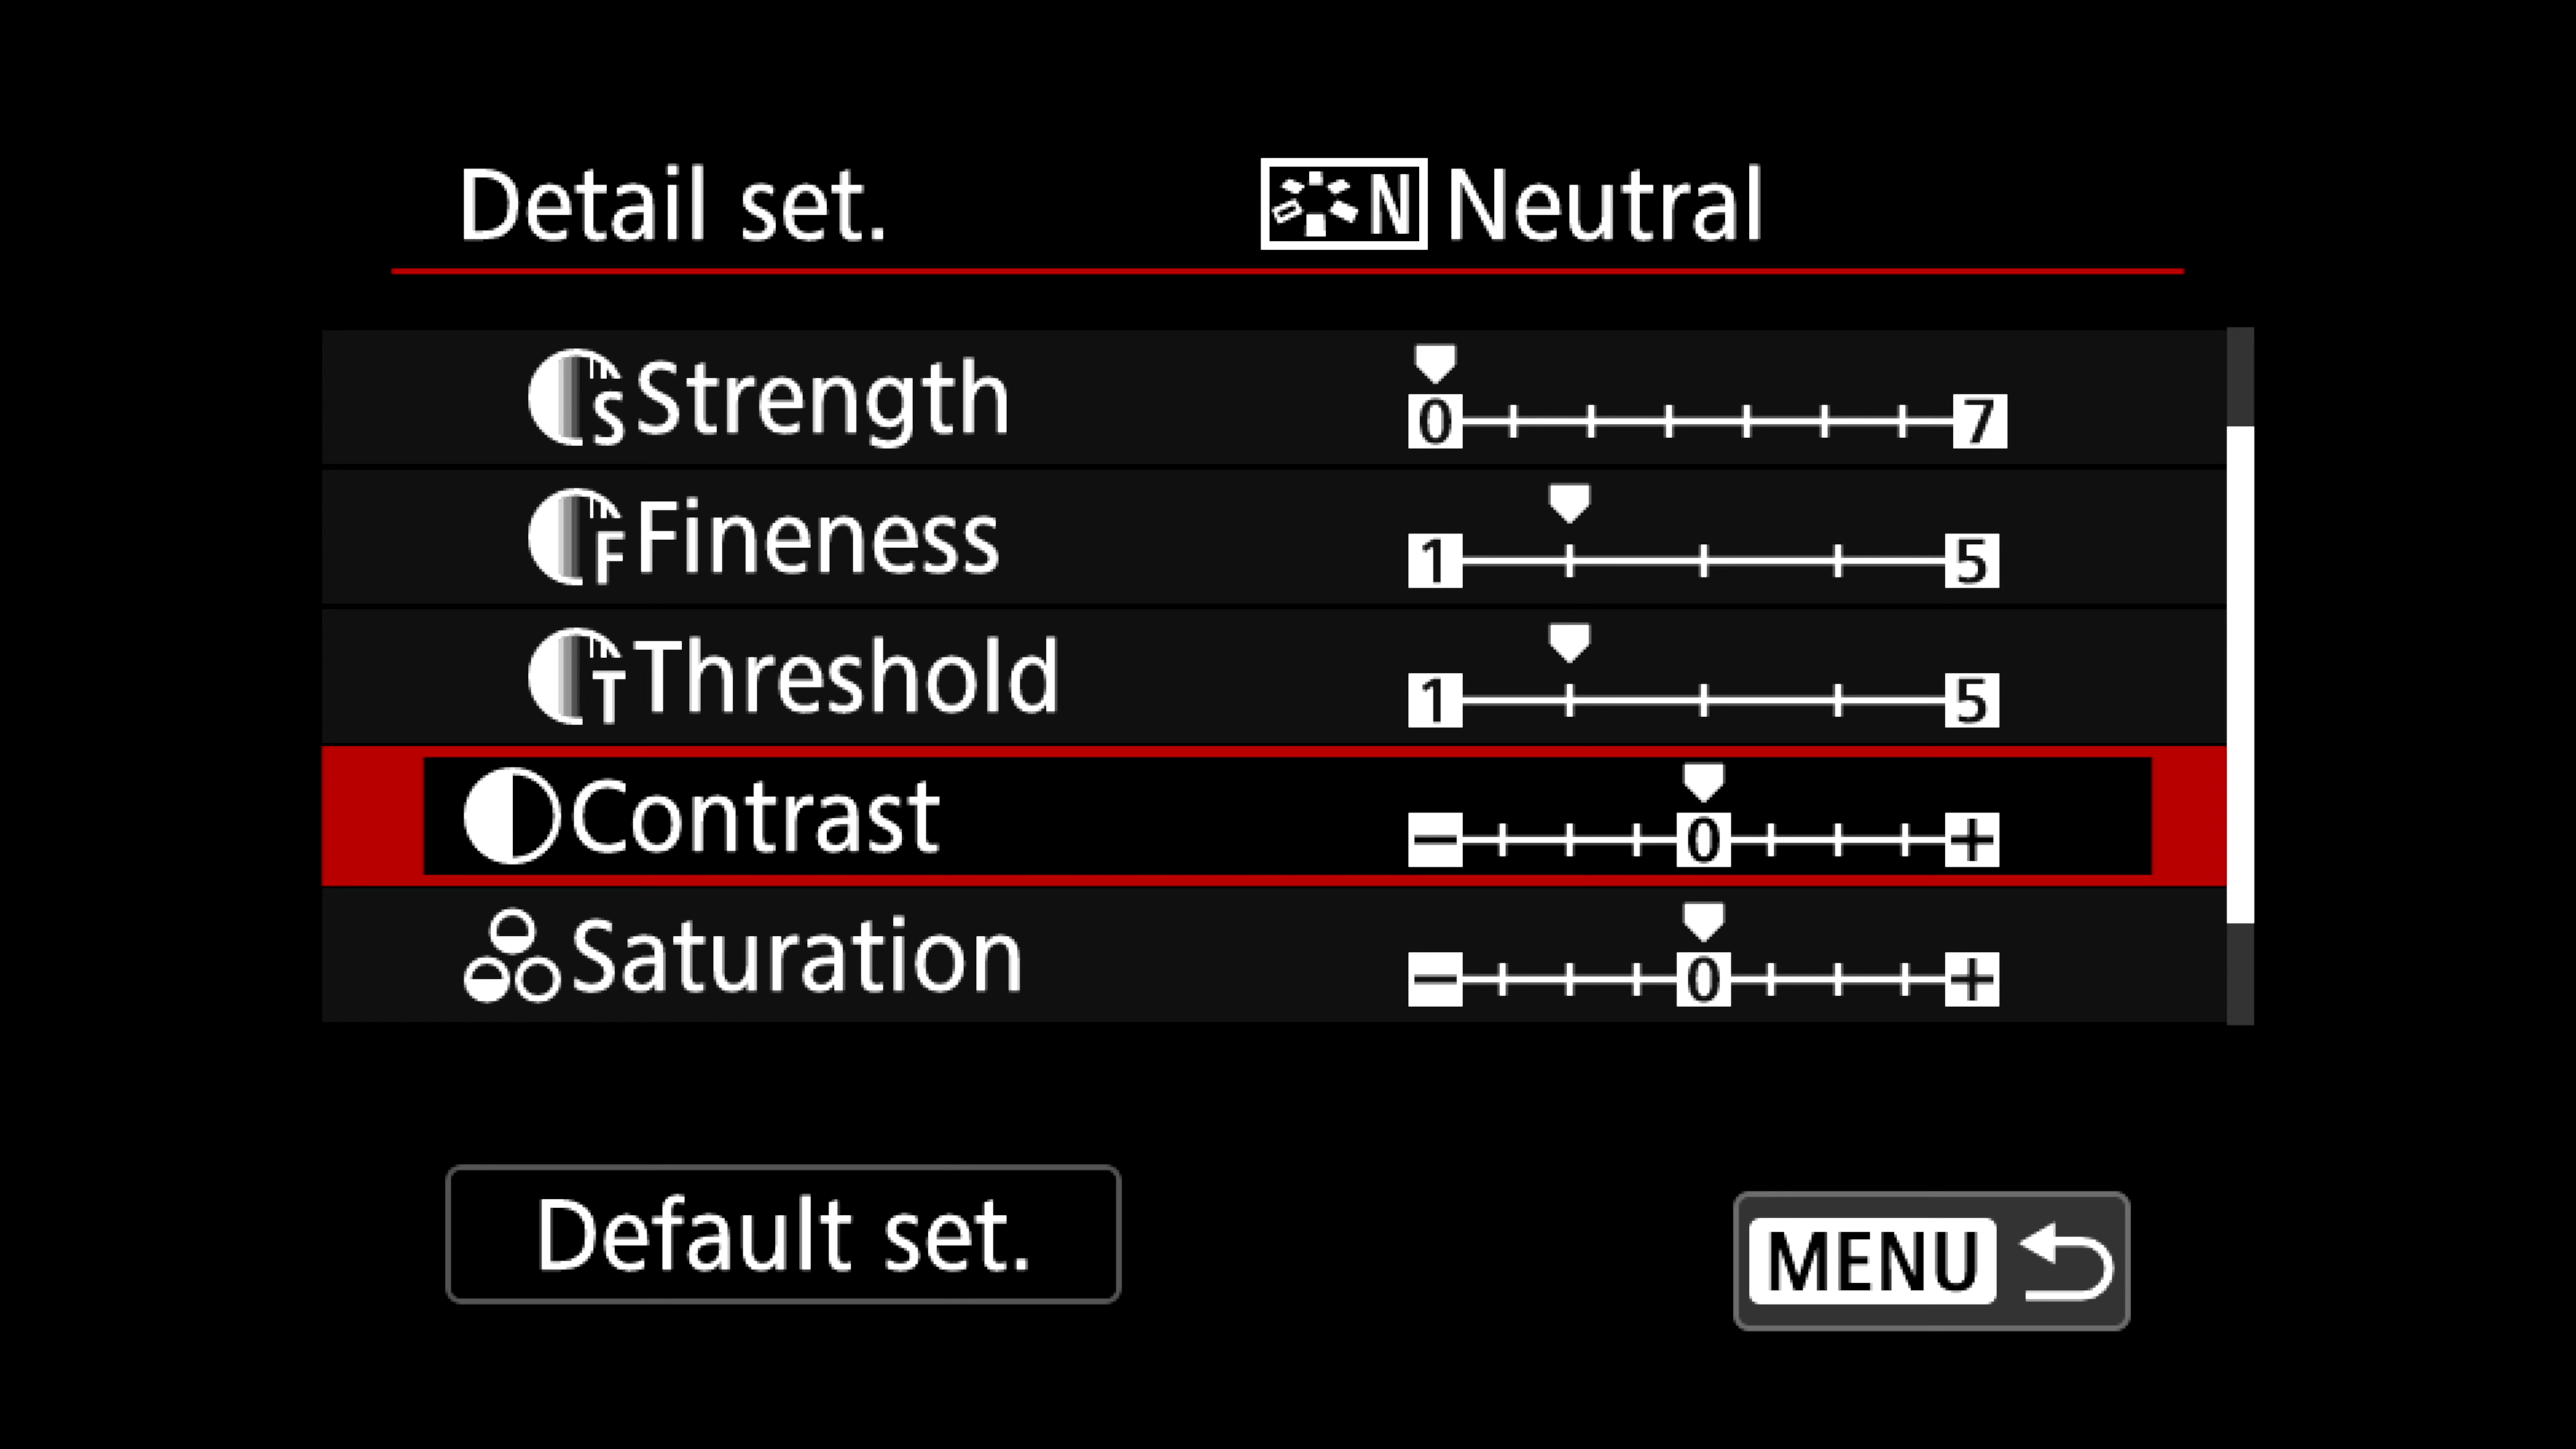 Detail set. N Neutral
S Strength 0 7
F Fineness 1 5
T Threshold 1 5
Contrast − 0 +
Saturation − 0 +
Default set. MENU